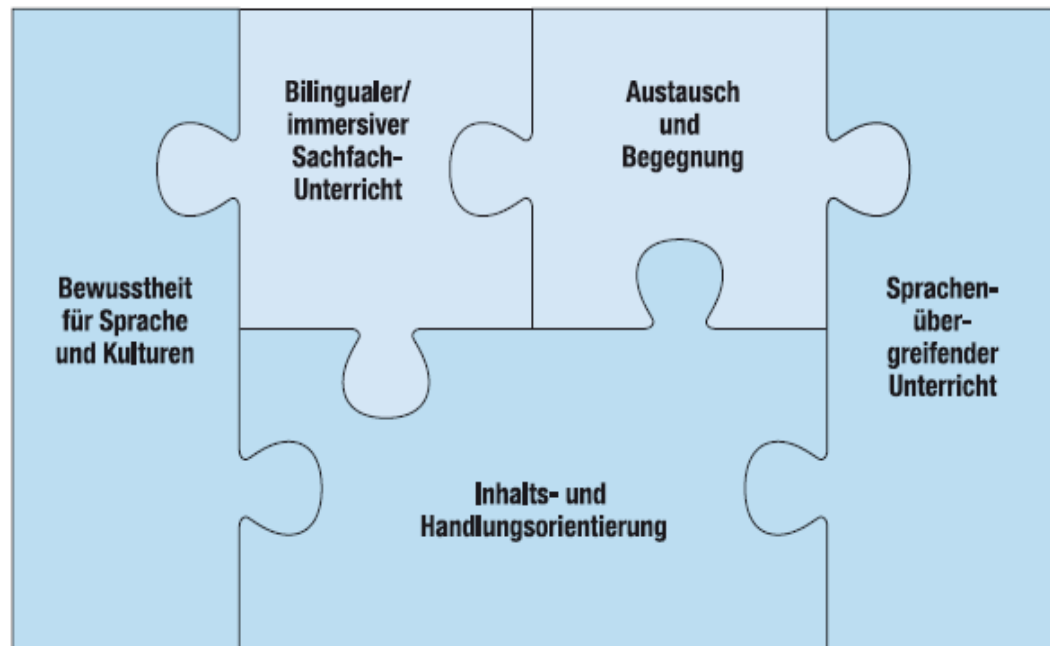 Bilingualer/
immersiver
Sachfach-
Unterricht
Austausch
und
Begegnung
Bewusstheit
für Sprache
und Kulturen
Sprachen-
über-
greifender
Unterricht
Inhalts- und
Handlungsorientierung